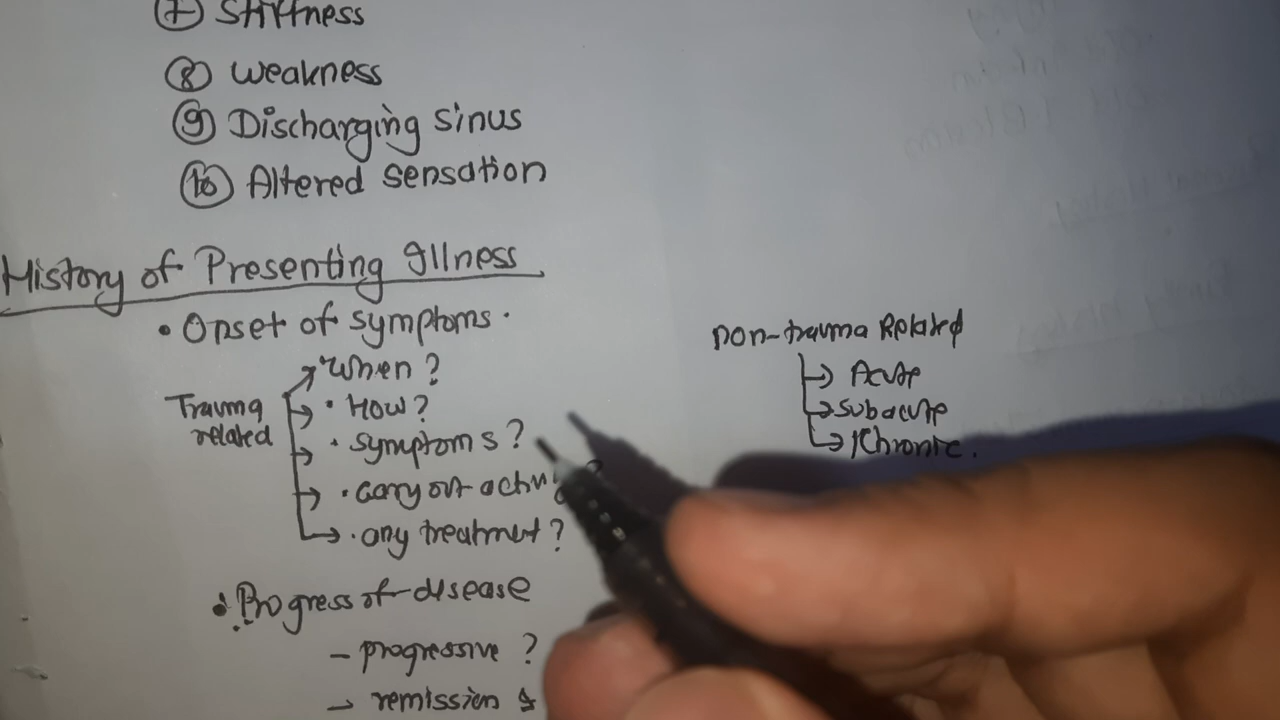 ⑦ Stiffness
⑧ Weakness
⑨ Discharging sinus
⑩ Altered sensation
History of Presenting Illness
• Onset of symptoms.
Trauma related
when?
• How?
• symptoms?
• carry out
• any treatment?
non-trauma Related
Acute
subacute
Chronic.
• Progress of disease
- progressive ?
→ remission